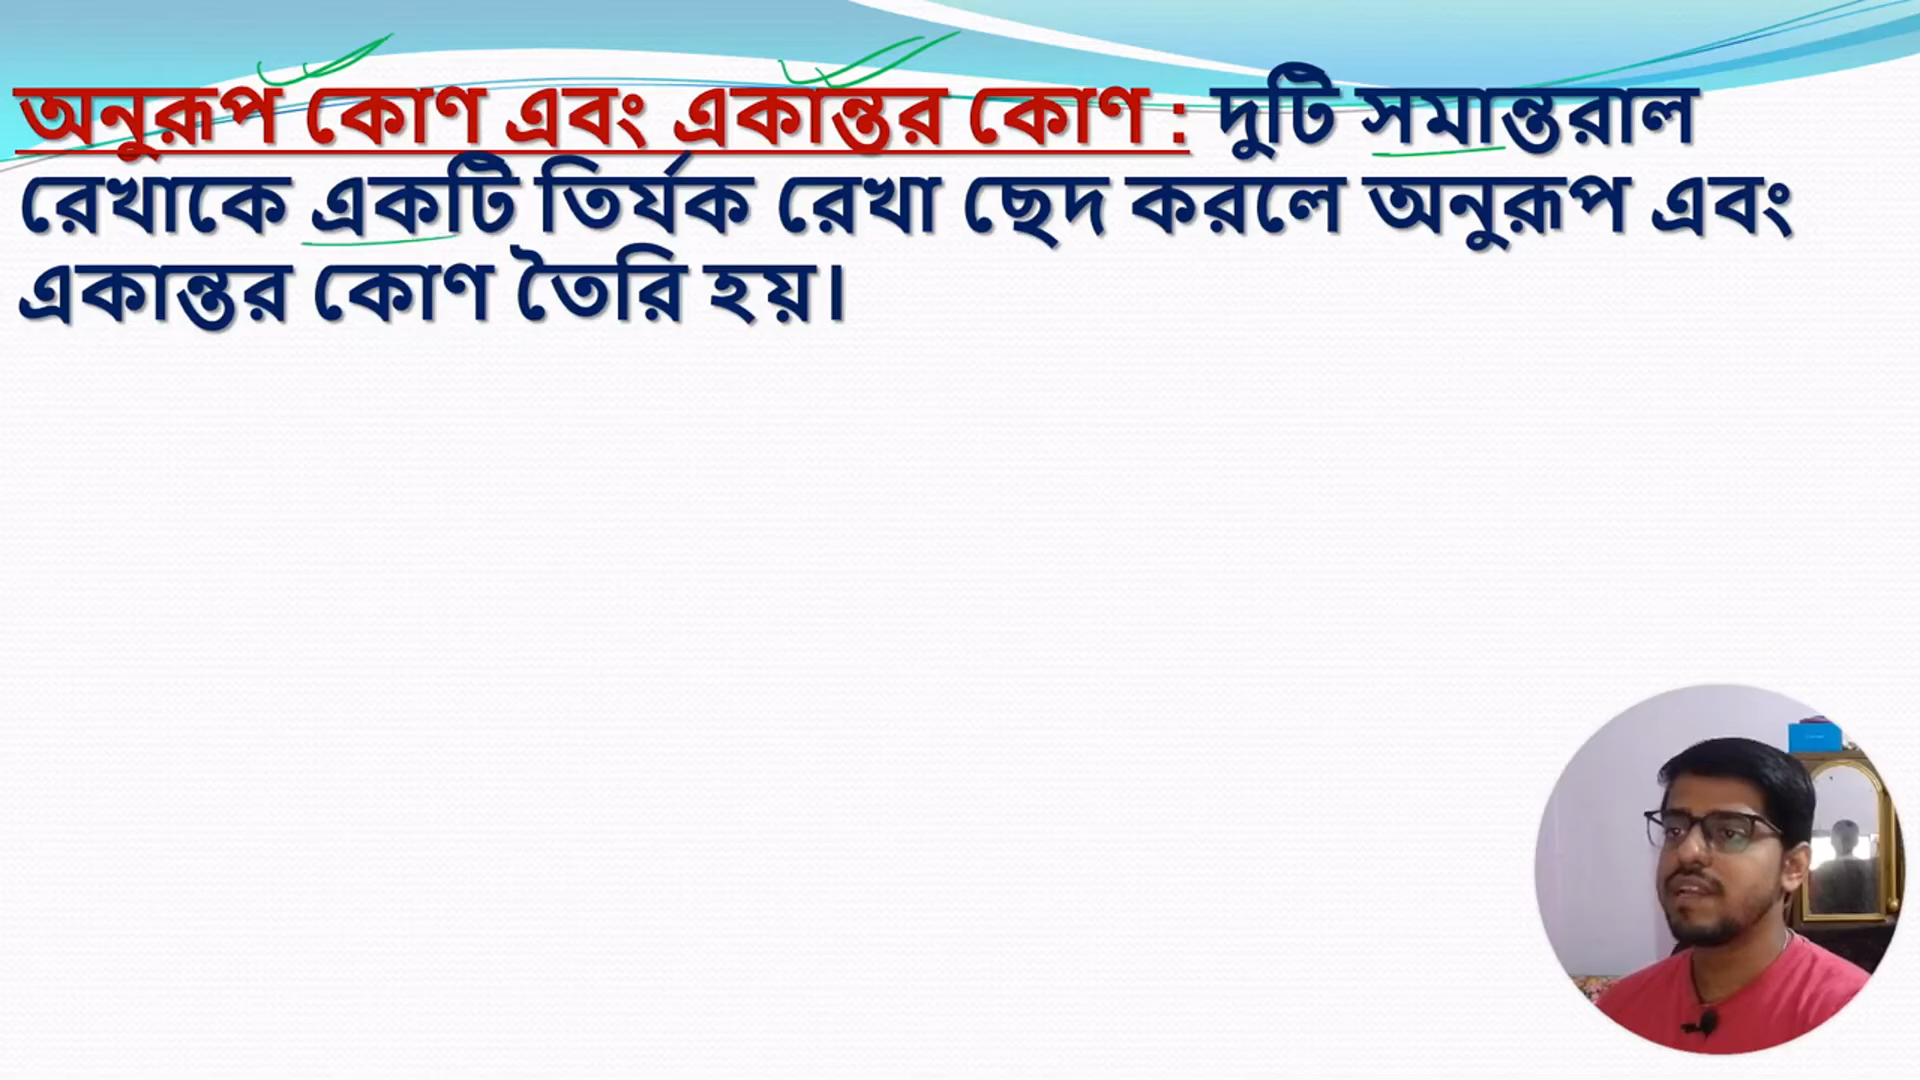 অনুরূপ কোণ এবং একান্তর কোণ : দুটি সমান্তরাল
রেখাকে একটি তির্যক রেখা ছেদ করলে অনুরূপ এবং
একান্তর কোণ তৈরি হয়।